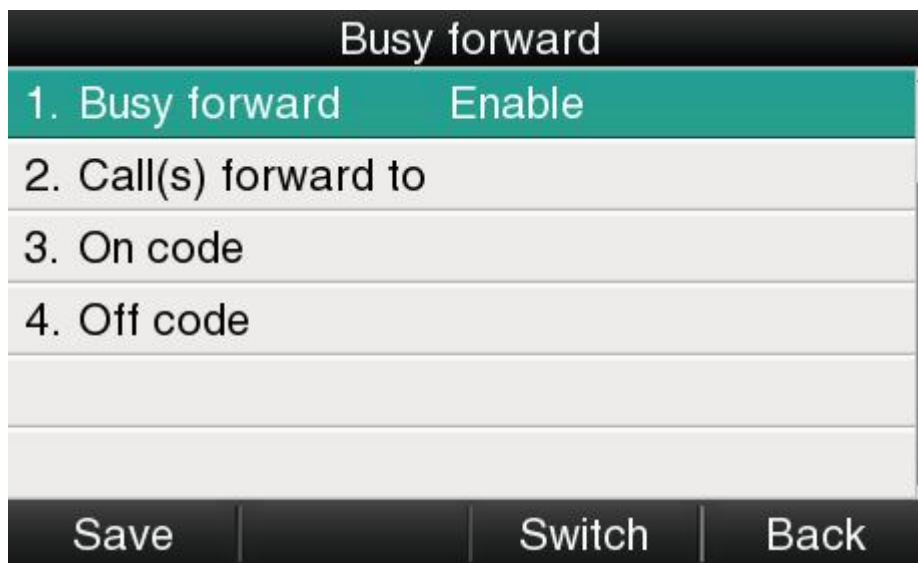 Busy forward
1. Busy forward Enable
2. Call(s) forward to
3. On code
4. Off code
Save Switch Back